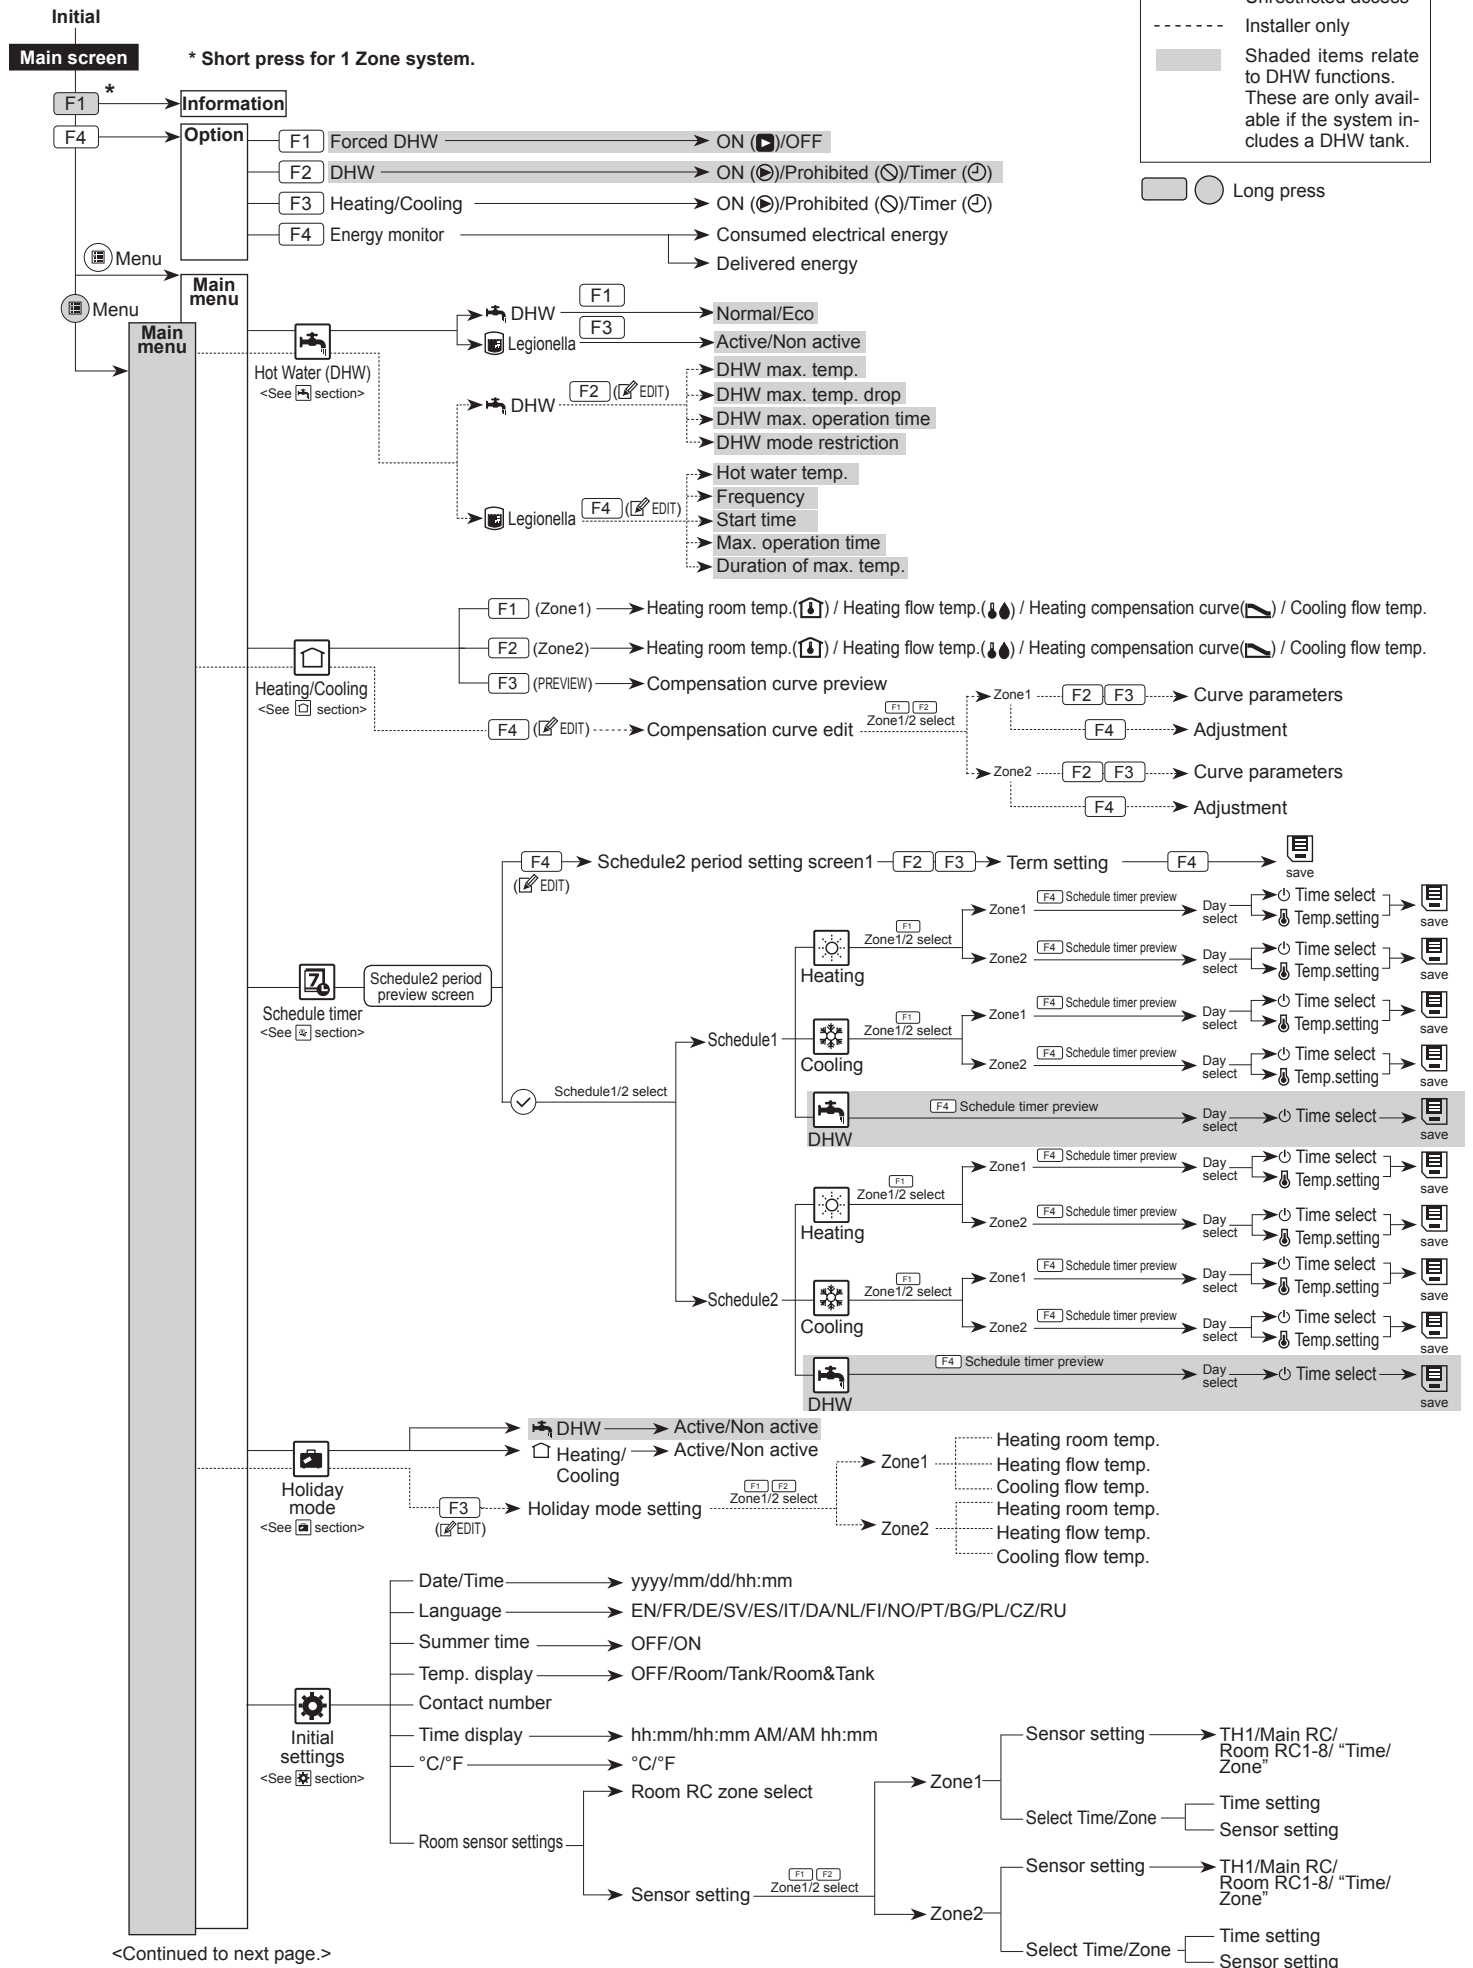 Initial
Main screen
* Short press for 1 Zone system.
Unrestricted access
Installer only
Shaded items relate
to DHW functions.
These are only avail-
able if the system in-
cludes a DHW tank.
Long press
F1 * Information
F4 Option
F1 Forced DHW ON ()/OFF
F2 DHW ON ()/Prohibited ()/Timer ()
F3 Heating/Cooling ON ()/Prohibited ()/Timer ()
F4 Energy monitor Consumed electrical energy
Delivered energy
Menu
Main
menu
Menu
Main
menu
Hot Water (DHW)
<See section>
DHW F1 Normal/Eco
Legionella F3 Active/Non active
DHW F2 (EDIT)
DHW max. temp.
DHW max. temp. drop
DHW max. operation time
DHW mode restriction
Legionella F4 (EDIT)
Hot water temp.
Frequency
Start time
Max. operation time
Duration of max. temp.
Heating/Cooling
<See section>
F1 (Zone1) Heating room temp.() / Heating flow temp.() / Heating compensation curve() / Cooling flow temp.
F2 (Zone2) Heating room temp.() / Heating flow temp.() / Heating compensation curve() / Cooling flow temp.
F3 (PREVIEW) Compensation curve preview
F4 (EDIT) Compensation curve edit
F1 F2
Zone1/2 select
Zone1 F2 F3 Curve parameters
F4 Adjustment
Zone2 F2 F3 Curve parameters
F4 Adjustment
7
Schedule timer
<See section>
Schedule2 period
preview screen
F4 Schedule2 period setting screen1 F2 F3 Term setting F4 save
(EDIT)
Schedule1/2 select
Schedule1
Heating
F1
Zone1/2 select
Zone1 F4 Schedule timer preview Day select Time select Temp.setting save
Zone2 F4 Schedule timer preview Day select Time select Temp.setting save
Cooling
F1
Zone1/2 select
Zone1 F4 Schedule timer preview Day select Time select Temp.setting save
Zone2 F4 Schedule timer preview Day select Time select Temp.setting save
DHW
F4 Schedule timer preview Day select Time select save
Schedule2
Heating
F1
Zone1/2 select
Zone1 F4 Schedule timer preview Day select Time select Temp.setting save
Zone2 F4 Schedule timer preview Day select Time select Temp.setting save
Cooling
F1
Zone1/2 select
Zone1 F4 Schedule timer preview Day select Time select Temp.setting save
Zone2 F4 Schedule timer preview Day select Time select Temp.setting save
DHW
F4 Schedule timer preview Day select Time select save
Holiday
mode
<See section>
DHW Active/Non active
Heating/ Active/Non active
Cooling
F3 Holiday mode setting
(EDIT)
F1 F2
Zone1/2 select
Zone1
Heating room temp.
Heating flow temp.
Cooling flow temp.
Zone2
Heating room temp.
Heating flow temp.
Cooling flow temp.
Initial
settings
<See section>
Date/Time yyyy/mm/dd/hh:mm
Language EN/FR/DE/SV/ES/IT/DA/NL/FI/NO/PT/BG/PL/CZ/RU
Summer time OFF/ON
Temp. display OFF/Room/Tank/Room&Tank
Contact number
Time display hh:mm/hh:mm AM/AM hh:mm
°C/°F °C/°F
Room sensor settings
Room RC zone select
Sensor setting
F1 F2
Zone1/2 select
Zone1
Sensor setting TH1/Main RC/
Room RC1-8/ “Time/
Zone”
Select Time/Zone
Time setting
Sensor setting
Zone2
Sensor setting TH1/Main RC/
Room RC1-8/ “Time/
Zone”
Select Time/Zone
Time setting
Sensor setting
<Continued to next page.>